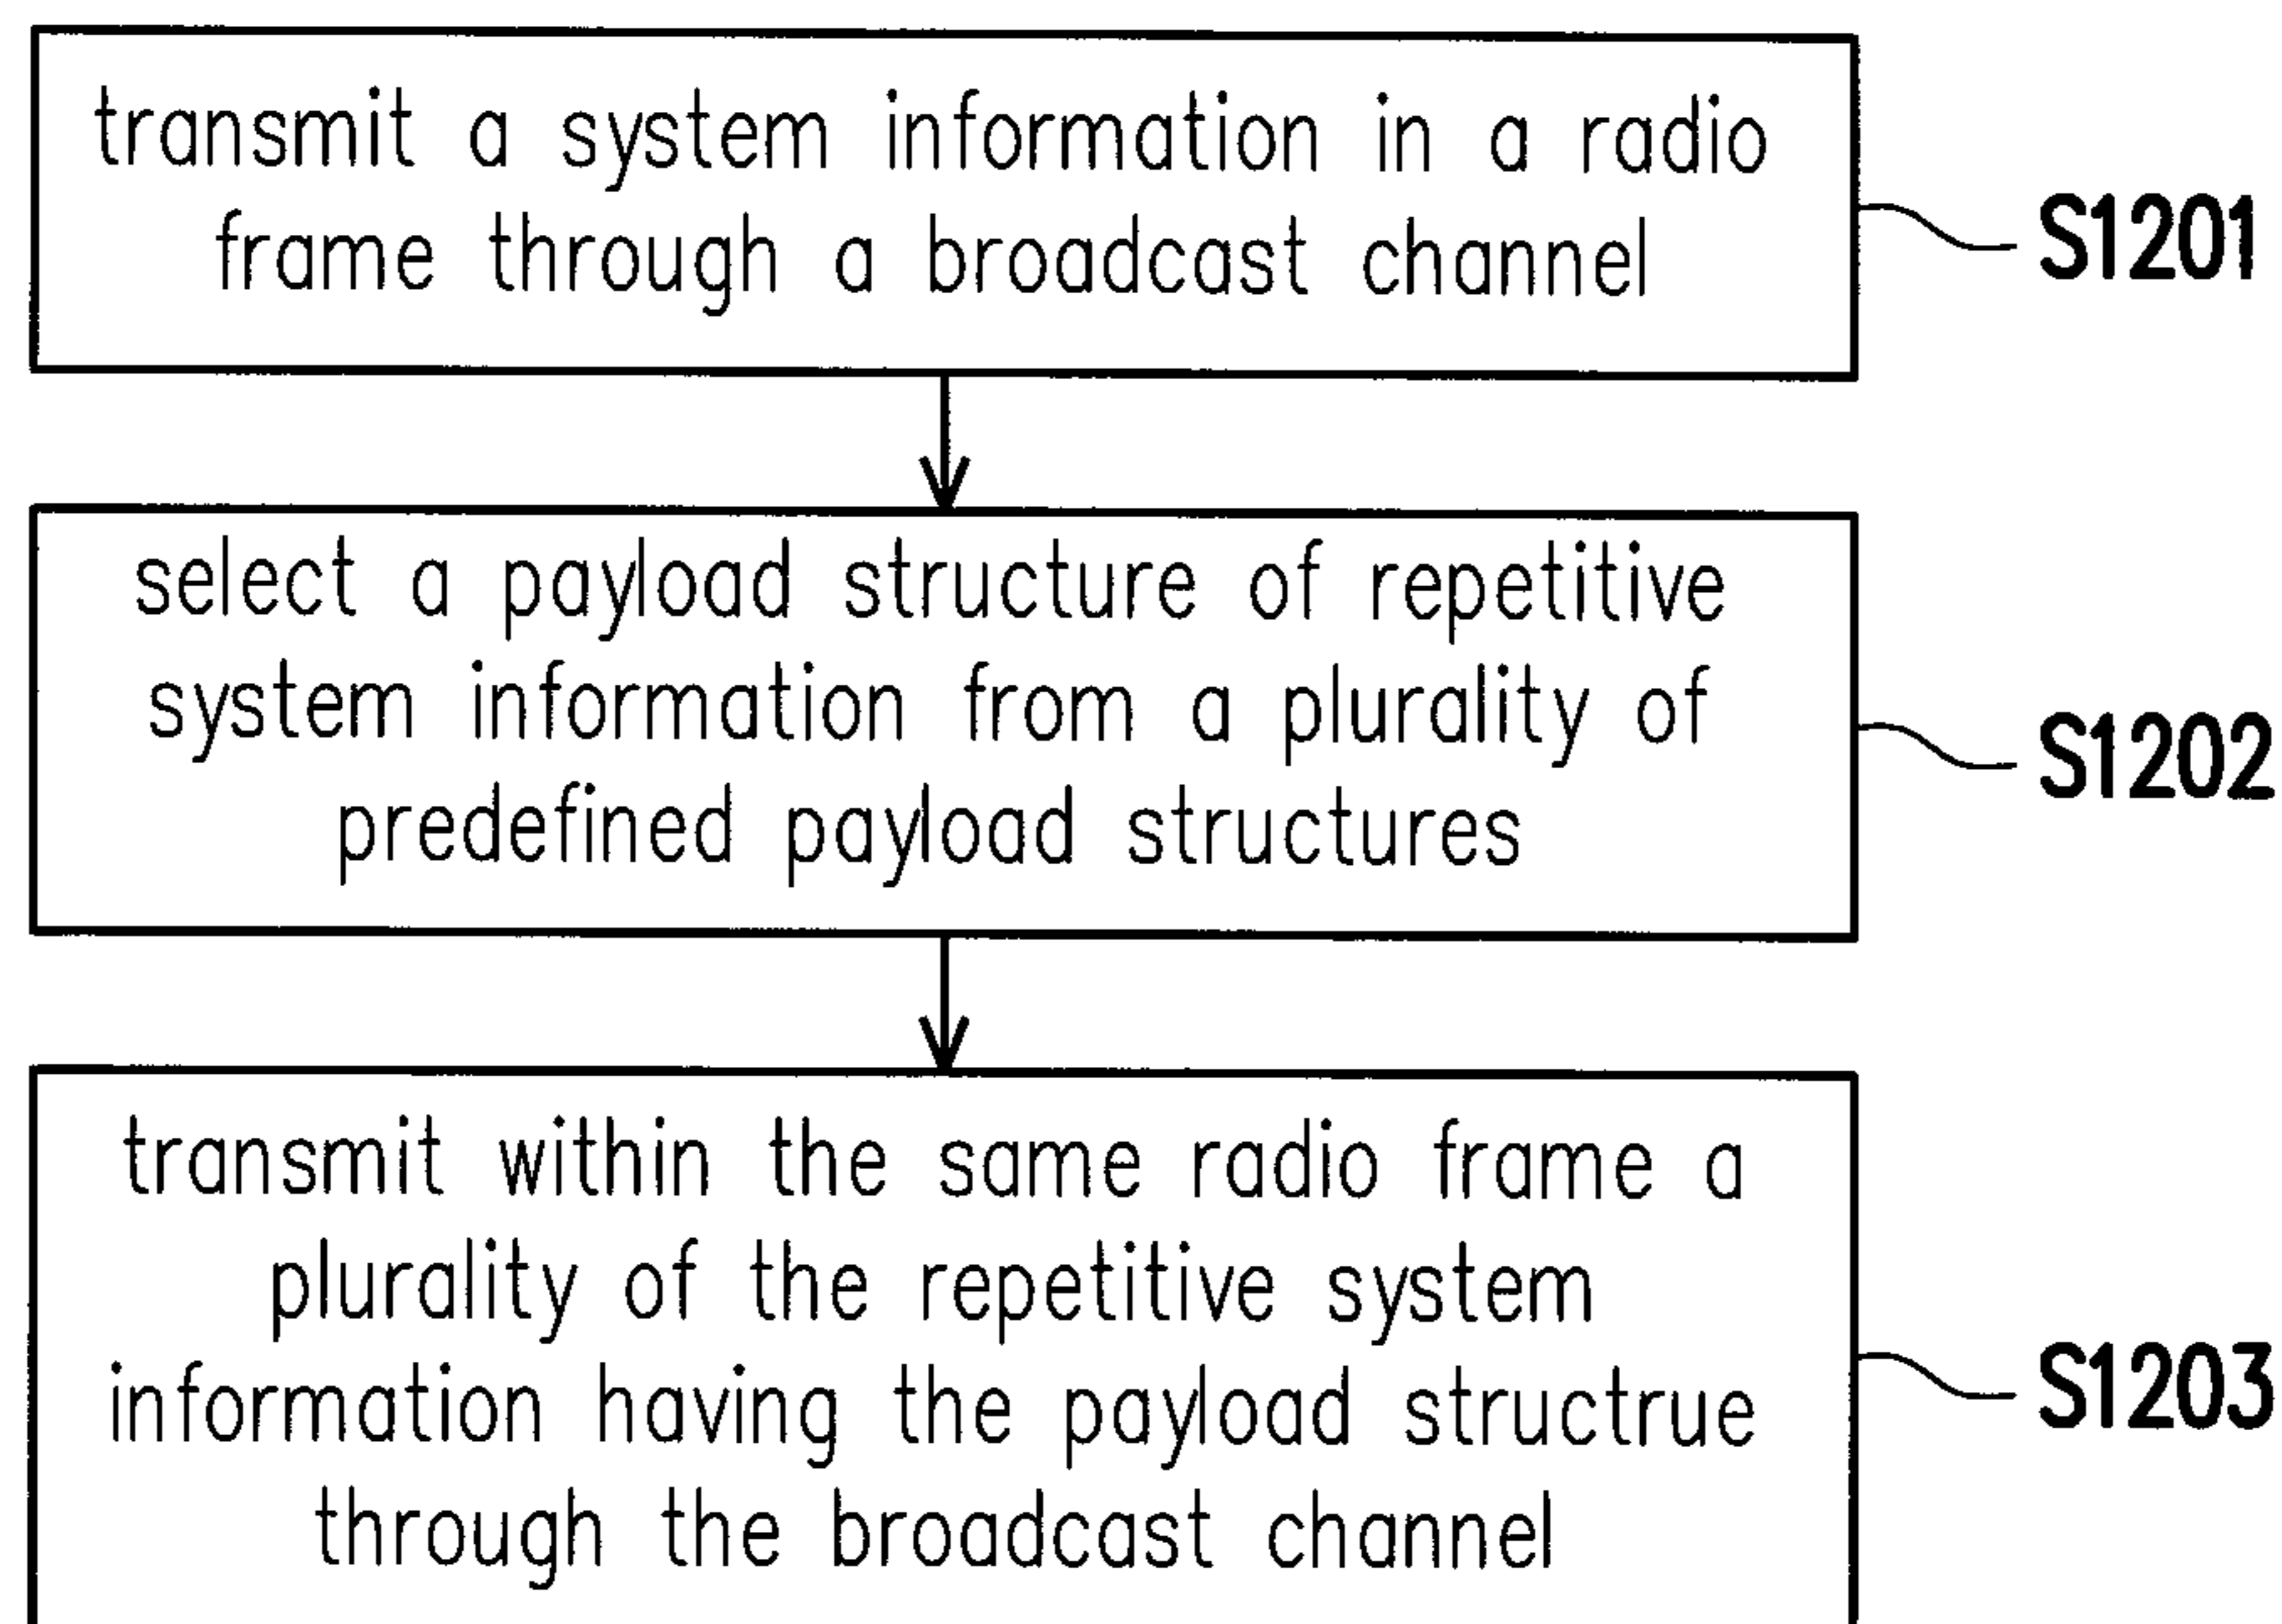 transmit a system information in a radio
frame through a broadcast channel
S1201
select a payload structure of repetitive
system information from a plurality of
predefined payload structures
S1202
transmit within the same radio frame a
plurality of the repetitive system
information having the payload structrue
through the broadcast channel
S1203